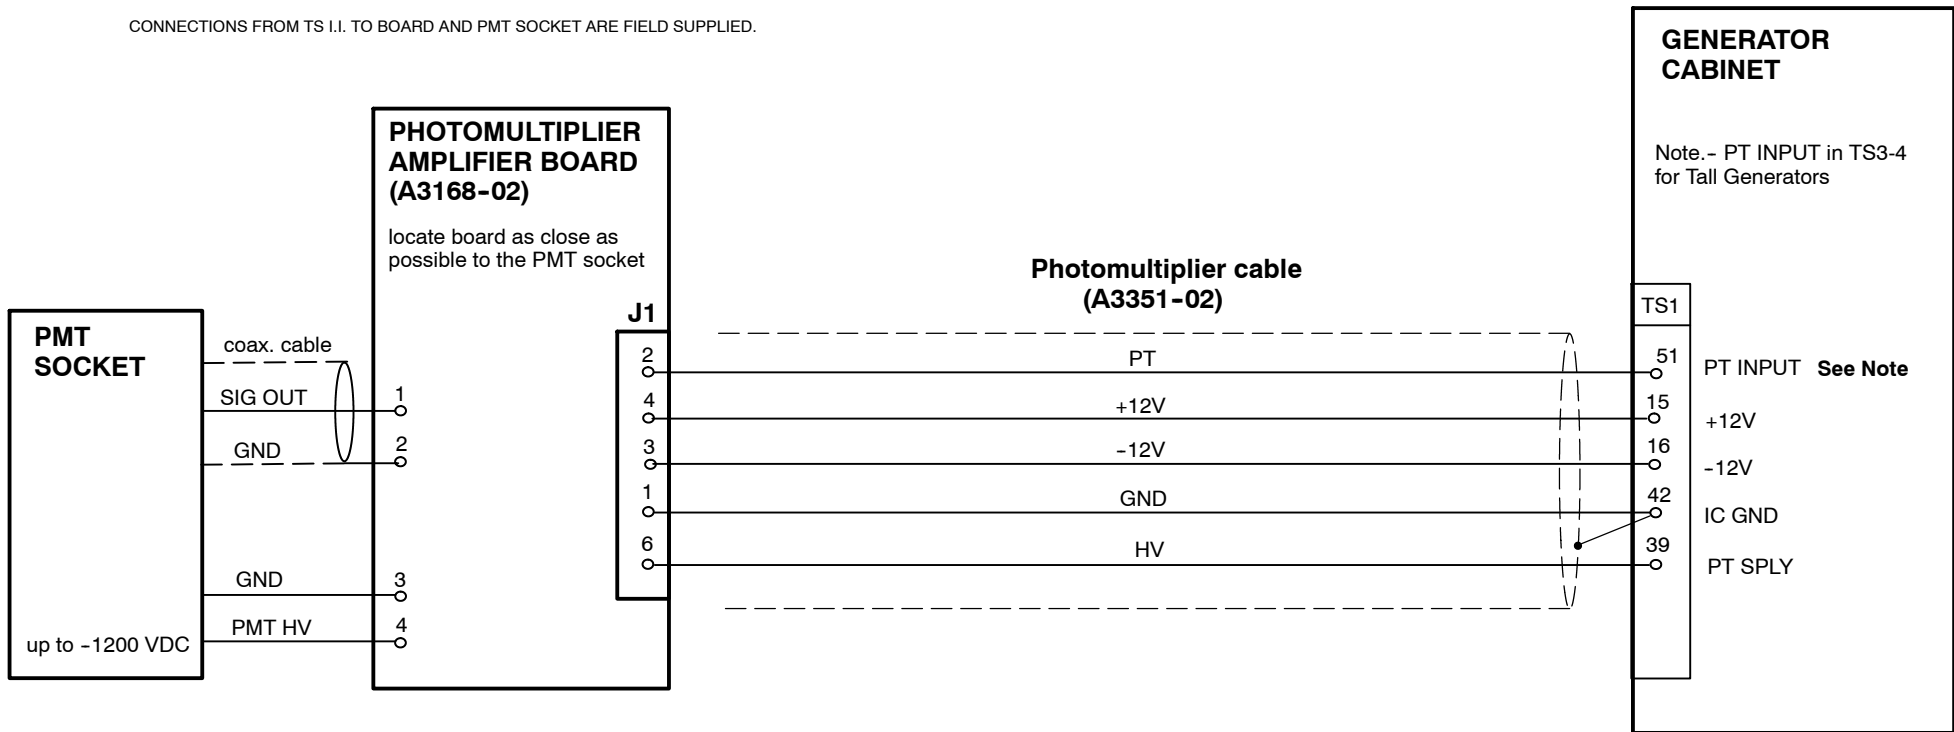 CONNECTIONS FROM TS I.I. TO BOARD AND PMT SOCKET ARE FIELD SUPPLIED.
PMT
SOCKET
up to -1200 VDC
coax. cable
SIG OUT
GND
GND
PMT HV
PHOTOMULTIPLIER
AMPLIFIER BOARD
(A3168-02)
locate board as close as
possible to the PMT socket
1
2
3
4
J1
2
4
3
1
6
Photomultiplier cable
(A3351-02)
PT
+12V
-12V
GND
HV
GENERATOR
CABINET
Note.- PT INPUT in TS3-4
for Tall Generators
TS1
51 PT INPUT See Note
15 +12V
16 -12V
42 IC GND
39 PT SPLY